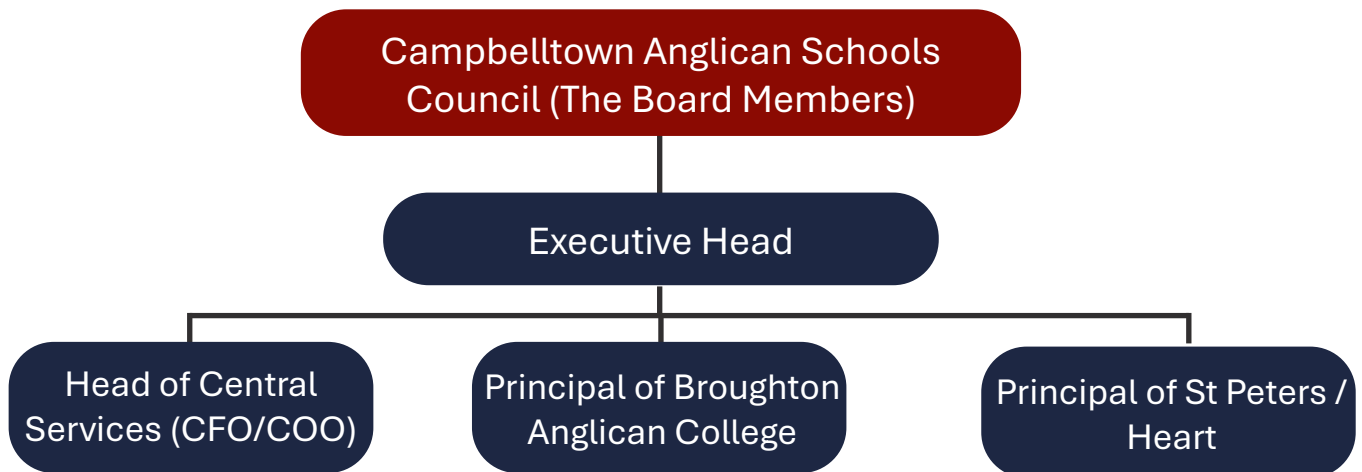 Campbelltown Anglican Schools
Council (The Board Members)
Executive Head
Head of Central
Services (CFO/COO)
Principal of Broughton
Anglican College
Principal of St Peters /
Heart